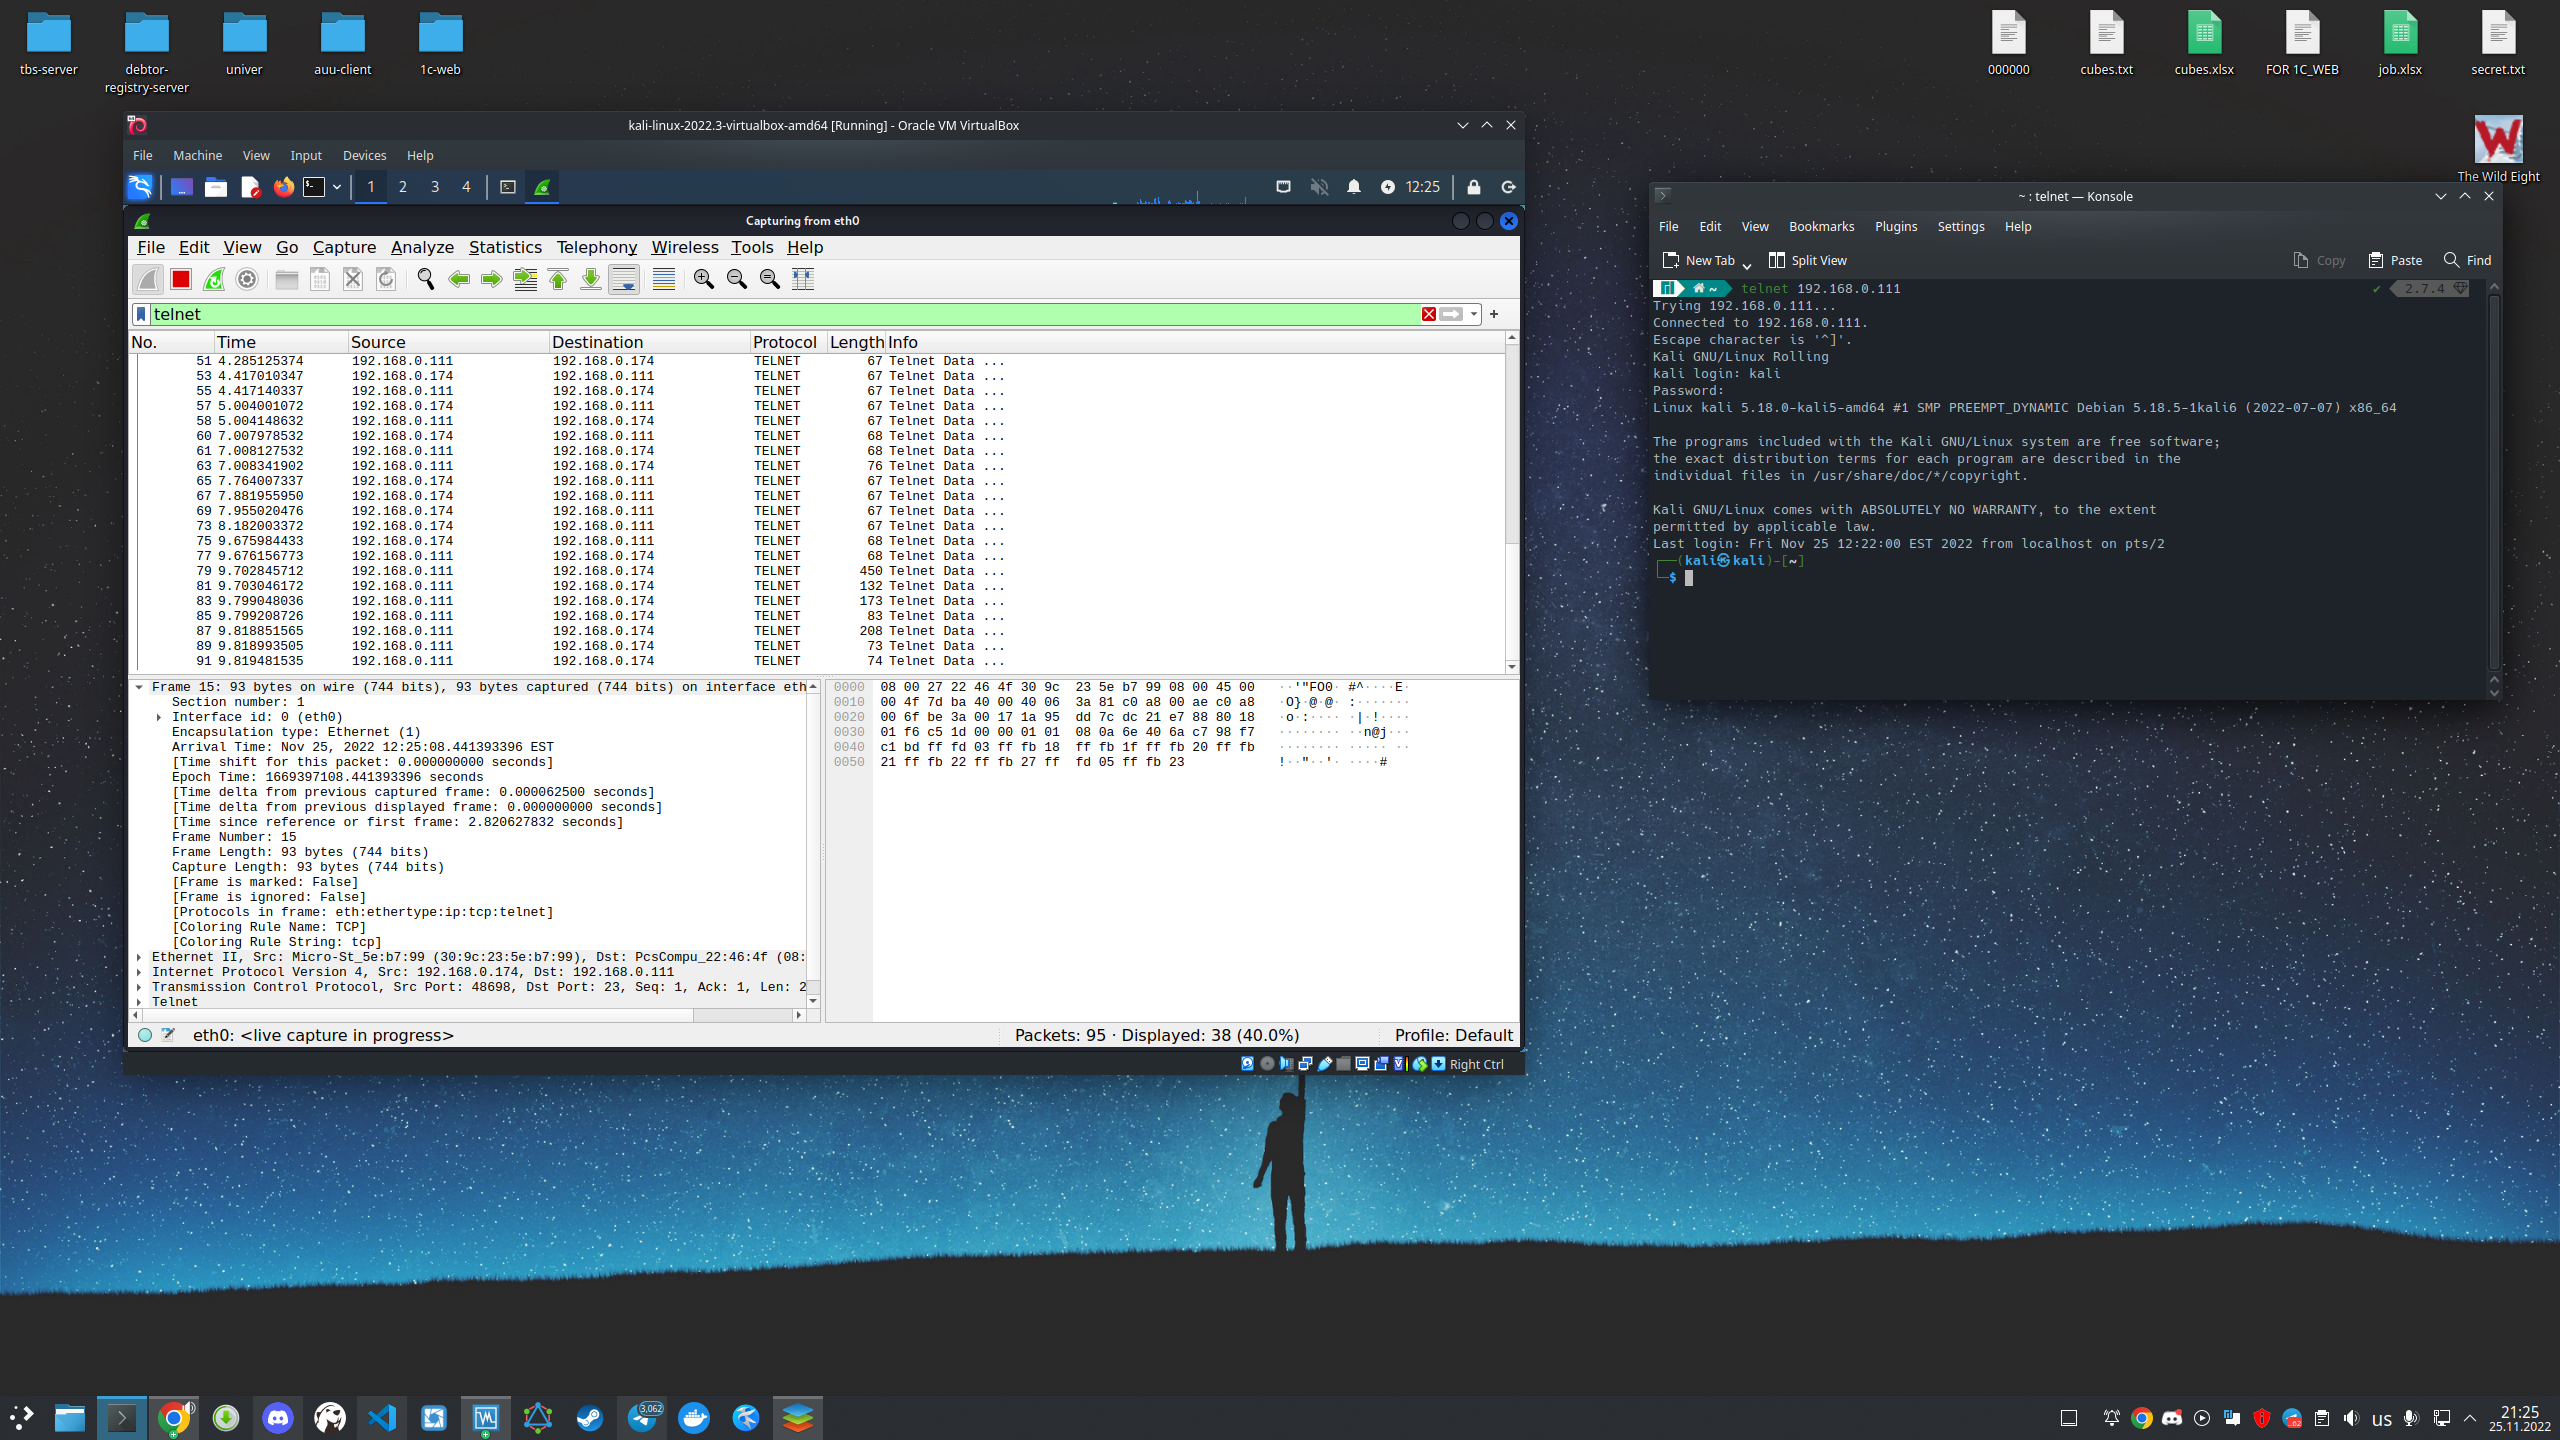 tbs-server
debtor-
registry-server
univer
auu-client
1c-web
000000
cubes.txt
cubes.xlsx
FOR 1C_WEB
job.xlsx
secret.txt
The Wild Eight
kali-linux-2022.3-virtualbox-amd64 [Running] - Oracle VM VirtualBox
File Machine View Input Devices Help
1 2 3 4 12:25
Capturing from eth0
File Edit View Go Capture Analyze Statistics Telephony Wireless Tools Help
telnet
No. Time Source Destination Protocol Length Info
51 4.285125374 192.168.0.111 192.168.0.174 TELNET 67 Telnet Data ...
53 4.417010347 192.168.0.174 192.168.0.111 TELNET 67 Telnet Data ...
55 4.417140337 192.168.0.111 192.168.0.174 TELNET 67 Telnet Data ...
57 5.004001072 192.168.0.174 192.168.0.111 TELNET 67 Telnet Data ...
58 5.004148632 192.168.0.111 192.168.0.174 TELNET 67 Telnet Data ...
60 7.007978532 192.168.0.174 192.168.0.111 TELNET 68 Telnet Data ...
61 7.008127532 192.168.0.111 192.168.0.174 TELNET 68 Telnet Data ...
63 7.008341902 192.168.0.111 192.168.0.174 TELNET 76 Telnet Data ...
65 7.764007337 192.168.0.174 192.168.0.111 TELNET 67 Telnet Data ...
67 7.881955950 192.168.0.174 192.168.0.111 TELNET 67 Telnet Data ...
69 7.955020476 192.168.0.174 192.168.0.111 TELNET 67 Telnet Data ...
73 8.182003372 192.168.0.174 192.168.0.111 TELNET 67 Telnet Data ...
75 9.675984433 192.168.0.174 192.168.0.111 TELNET 68 Telnet Data ...
77 9.676156773 192.168.0.111 192.168.0.174 TELNET 68 Telnet Data ...
79 9.702845712 192.168.0.111 192.168.0.174 TELNET 450 Telnet Data ...
81 9.703046172 192.168.0.111 192.168.0.174 TELNET 132 Telnet Data ...
83 9.799048036 192.168.0.111 192.168.0.174 TELNET 173 Telnet Data ...
85 9.799208726 192.168.0.111 192.168.0.174 TELNET 83 Telnet Data ...
87 9.818851565 192.168.0.111 192.168.0.174 TELNET 208 Telnet Data ...
89 9.818993505 192.168.0.111 192.168.0.174 TELNET 73 Telnet Data ...
91 9.819481535 192.168.0.111 192.168.0.174 TELNET 74 Telnet Data ...
Frame 15: 93 bytes on wire (744 bits), 93 bytes captured (744 bits) on interface eth
Section number: 1
Interface id: 0 (eth0)
Encapsulation type: Ethernet (1)
Arrival Time: Nov 25, 2022 12:25:08.441393396 EST
[Time shift for this packet: 0.000000000 seconds]
Epoch Time: 1669397108.441393396 seconds
[Time delta from previous captured frame: 0.000062500 seconds]
[Time delta from previous displayed frame: 0.000000000 seconds]
[Time since reference or first frame: 2.820627832 seconds]
Frame Number: 15
Frame Length: 93 bytes (744 bits)
Capture Length: 93 bytes (744 bits)
[Frame is marked: False]
[Frame is ignored: False]
[Protocols in frame: eth:ethertype:ip:tcp:telnet]
[Coloring Rule Name: TCP]
[Coloring Rule String: tcp]
Ethernet II, Src: Micro-St_5e:b7:99 (30:9c:23:5e:b7:99), Dst: PcsCompu_22:46:4f (08:
Internet Protocol Version 4, Src: 192.168.0.174, Dst: 192.168.0.111
Transmission Control Protocol, Src Port: 48698, Dst Port: 23, Seq: 1, Ack: 1, Len: 2
Telnet
0000 08 00 27 22 46 4f 30 9c 23 5e b7 99 08 00 45 00 ··'"FO0· #^····E·
0010 00 4f 7d ba 40 00 40 06 3a 81 c0 a8 00 ae c0 a8 ·O}·@·@· :·······
0020 00 6f be 3a 00 17 1a 95 dd 7c dc 21 e7 88 80 18 ·o·:···· ·|·!····
0030 01 f6 c5 1d 00 00 01 01 08 0a 6e 40 6a c7 98 f7 ········ ··n@j···
0040 c1 bd ff fd 03 ff fb 18 ff fb 1f ff fb 20 ff fb ········ ····· ··
0050 21 ff fb 22 ff fb 27 ff fd 05 ff fb 23 !··"··'· ····#
eth0: <live capture in progress> Packets: 95 · Displayed: 38 (40.0%) Profile: Default
Right Ctrl
~ : telnet — Konsole
File Edit View Bookmarks Plugins Settings Help
New Tab Split View Copy Paste Find
~ telnet 192.168.0.111 ✔ 2.7.4
Trying 192.168.0.111...
Connected to 192.168.0.111.
Escape character is '^]'.
Kali GNU/Linux Rolling
kali login: kali
Password:
Linux kali 5.18.0-kali5-amd64 #1 SMP PREEMPT_DYNAMIC Debian 5.18.5-1kali6 (2022-07-07) x86_64
The programs included with the Kali GNU/Linux system are free software;
the exact distribution terms for each program are described in the
individual files in /usr/share/doc/*/copyright.
Kali GNU/Linux comes with ABSOLUTELY NO WARRANTY, to the extent
permitted by applicable law.
Last login: Fri Nov 25 12:22:00 EST 2022 from localhost on pts/2
┌──(kali㉿kali)-[~]
└─$
3,062
us
21:25
25.11.2022